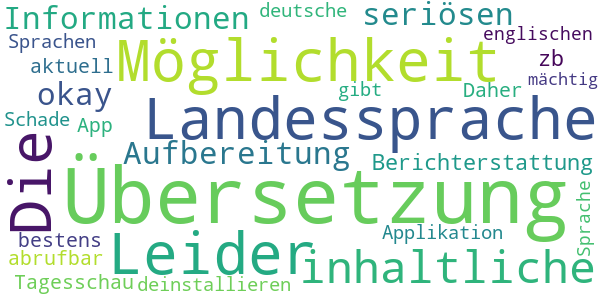 Informationen deutsche seriösen
Sprachen Möglichkeit englischen
aktuell zb
okay gibt Daher mächtig
Schade App Landessprache
Die Aufbereitung Berichterstattung
Übersetzung Sprache
bestens Leider Applikation
abrufbar inhaltliche
Tagesschau deinstallieren